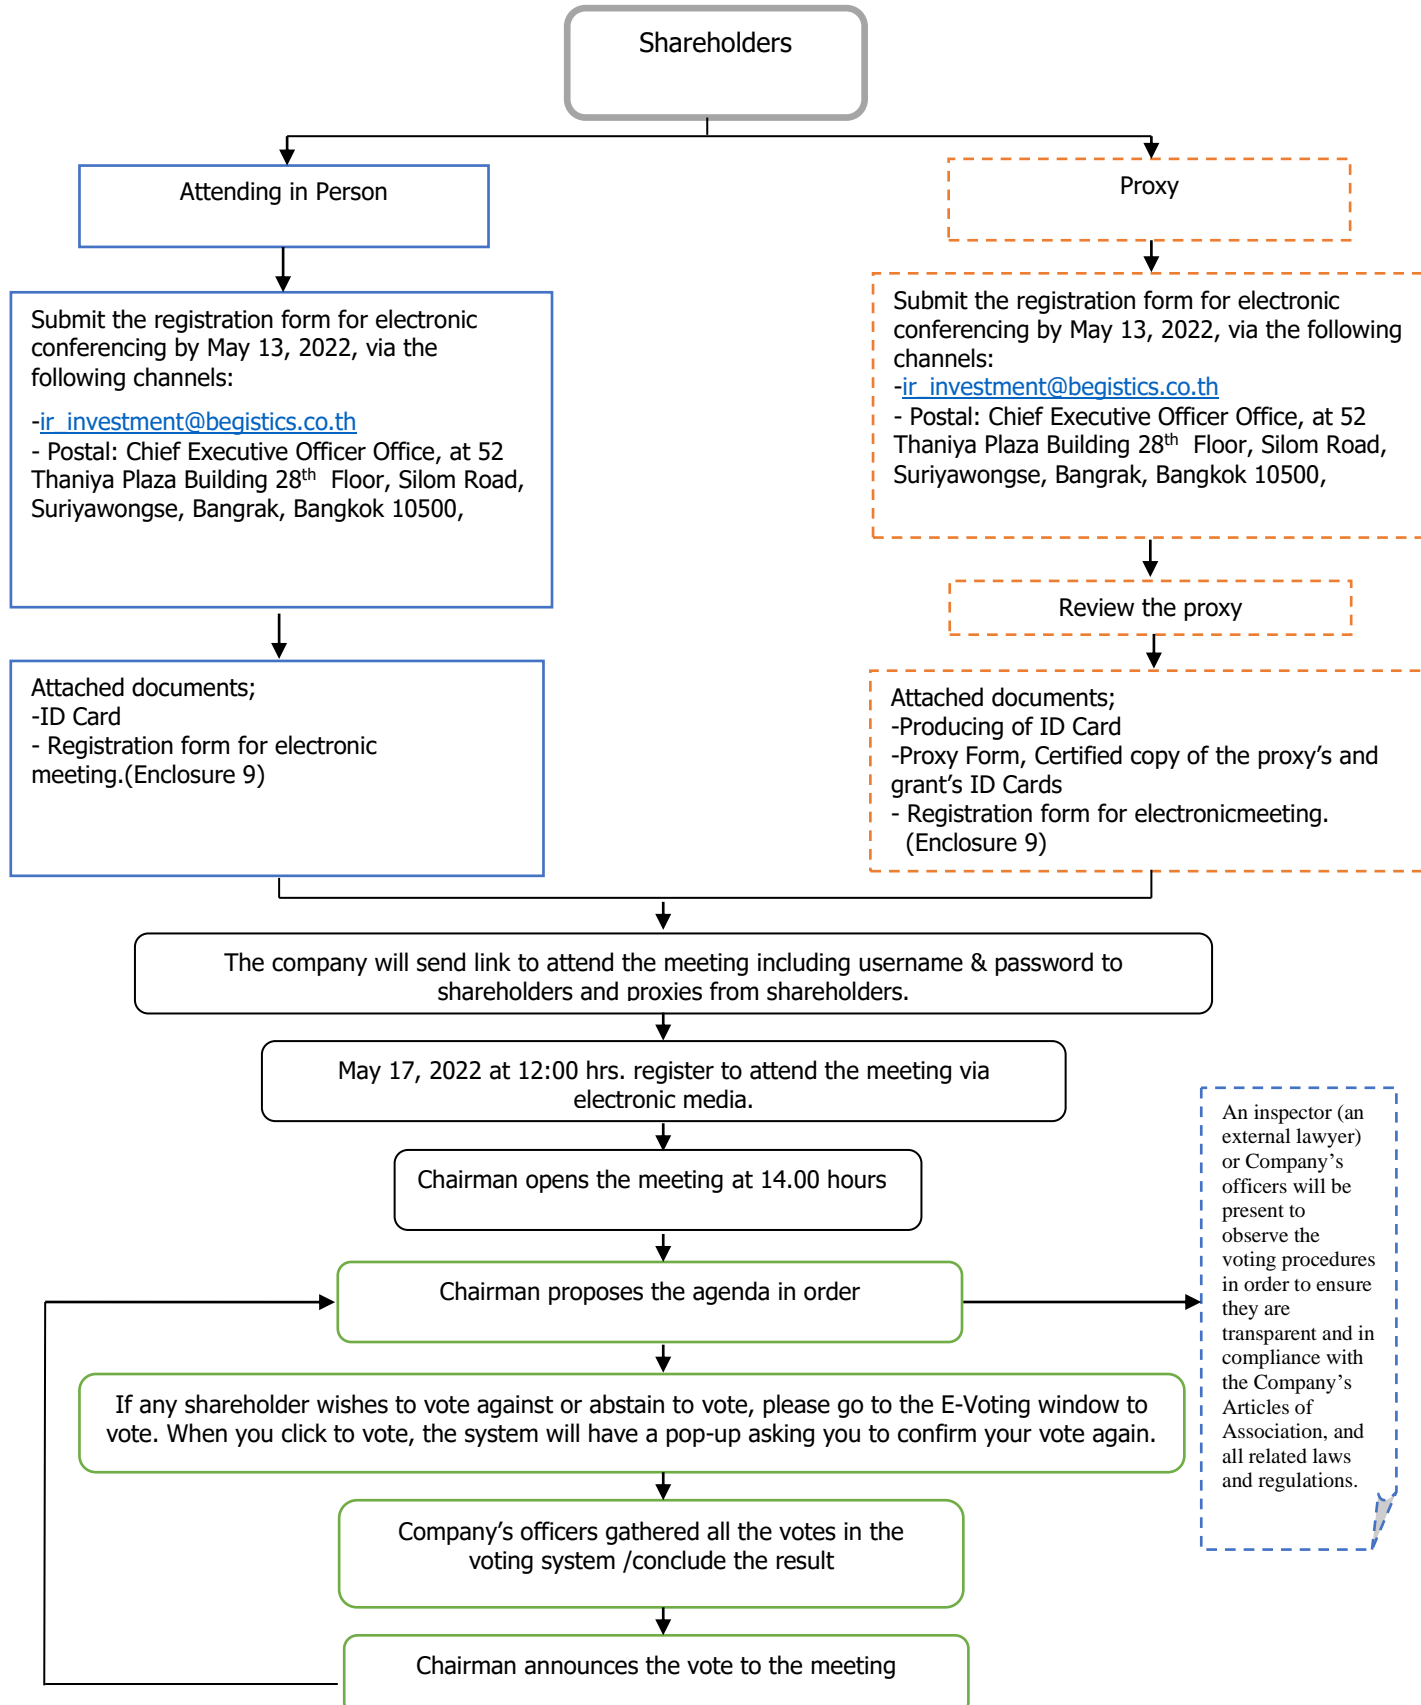 Shareholders
Attending in Person
Proxy
Submit the registration form for electronic
conferencing by May 13, 2022, via the
following channels:
-ir_investment@begistics.co.th
- Postal: Chief Executive Officer Office, at 52
Thaniya Plaza Building 28th  Floor, Silom Road,
Suriyawongse, Bangrak, Bangkok 10500,
Submit the registration form for electronic
conferencing by May 13, 2022, via the following
channels:
-ir_investment@begistics.co.th
- Postal: Chief Executive Officer Office, at 52
Thaniya Plaza Building 28th  Floor, Silom Road,
Suriyawongse, Bangrak, Bangkok 10500,
Review the proxy
Attached documents;
-ID Card
- Registration form for electronic
meeting.(Enclosure 9)
Attached documents;
-Producing of ID Card
-Proxy Form, Certified copy of the proxy’s and
grant’s ID Cards
- Registration form for electronicmeeting.
(Enclosure 9)
The company will send link to attend the meeting including username & password to
shareholders and proxies from shareholders.
May 17, 2022 at 12:00 hrs. register to attend the meeting via
electronic media.
Chairman opens the meeting at 14.00 hours
Chairman proposes the agenda in order
An inspector (an
external lawyer)
or Company’s
officers will be
present to
observe the
voting procedures
in order to ensure
they are
transparent and in
compliance with
the Company’s
Articles of
Association, and
all related laws
and regulations.
If any shareholder wishes to vote against or abstain to vote, please go to the E-Voting window to
vote. When you click to vote, the system will have a pop-up asking you to confirm your vote again.
Company’s officers gathered all the votes in the
voting system /conclude the result
Chairman announces the vote to the meeting